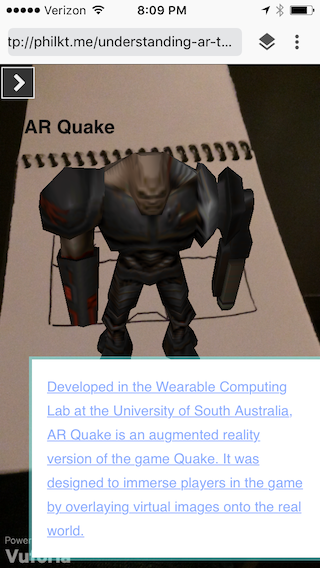 Verizon 8:09 PM
tp://philkt.me/understanding-ar-t...
AR Quake
Developed in the Wearable Computing
Lab at the University of South Australia,
AR Quake is an augmented reality
version of the game Quake. It was
designed to immerse players in the game
by overlaying virtual images onto the real
world.
Powe
Vuforia